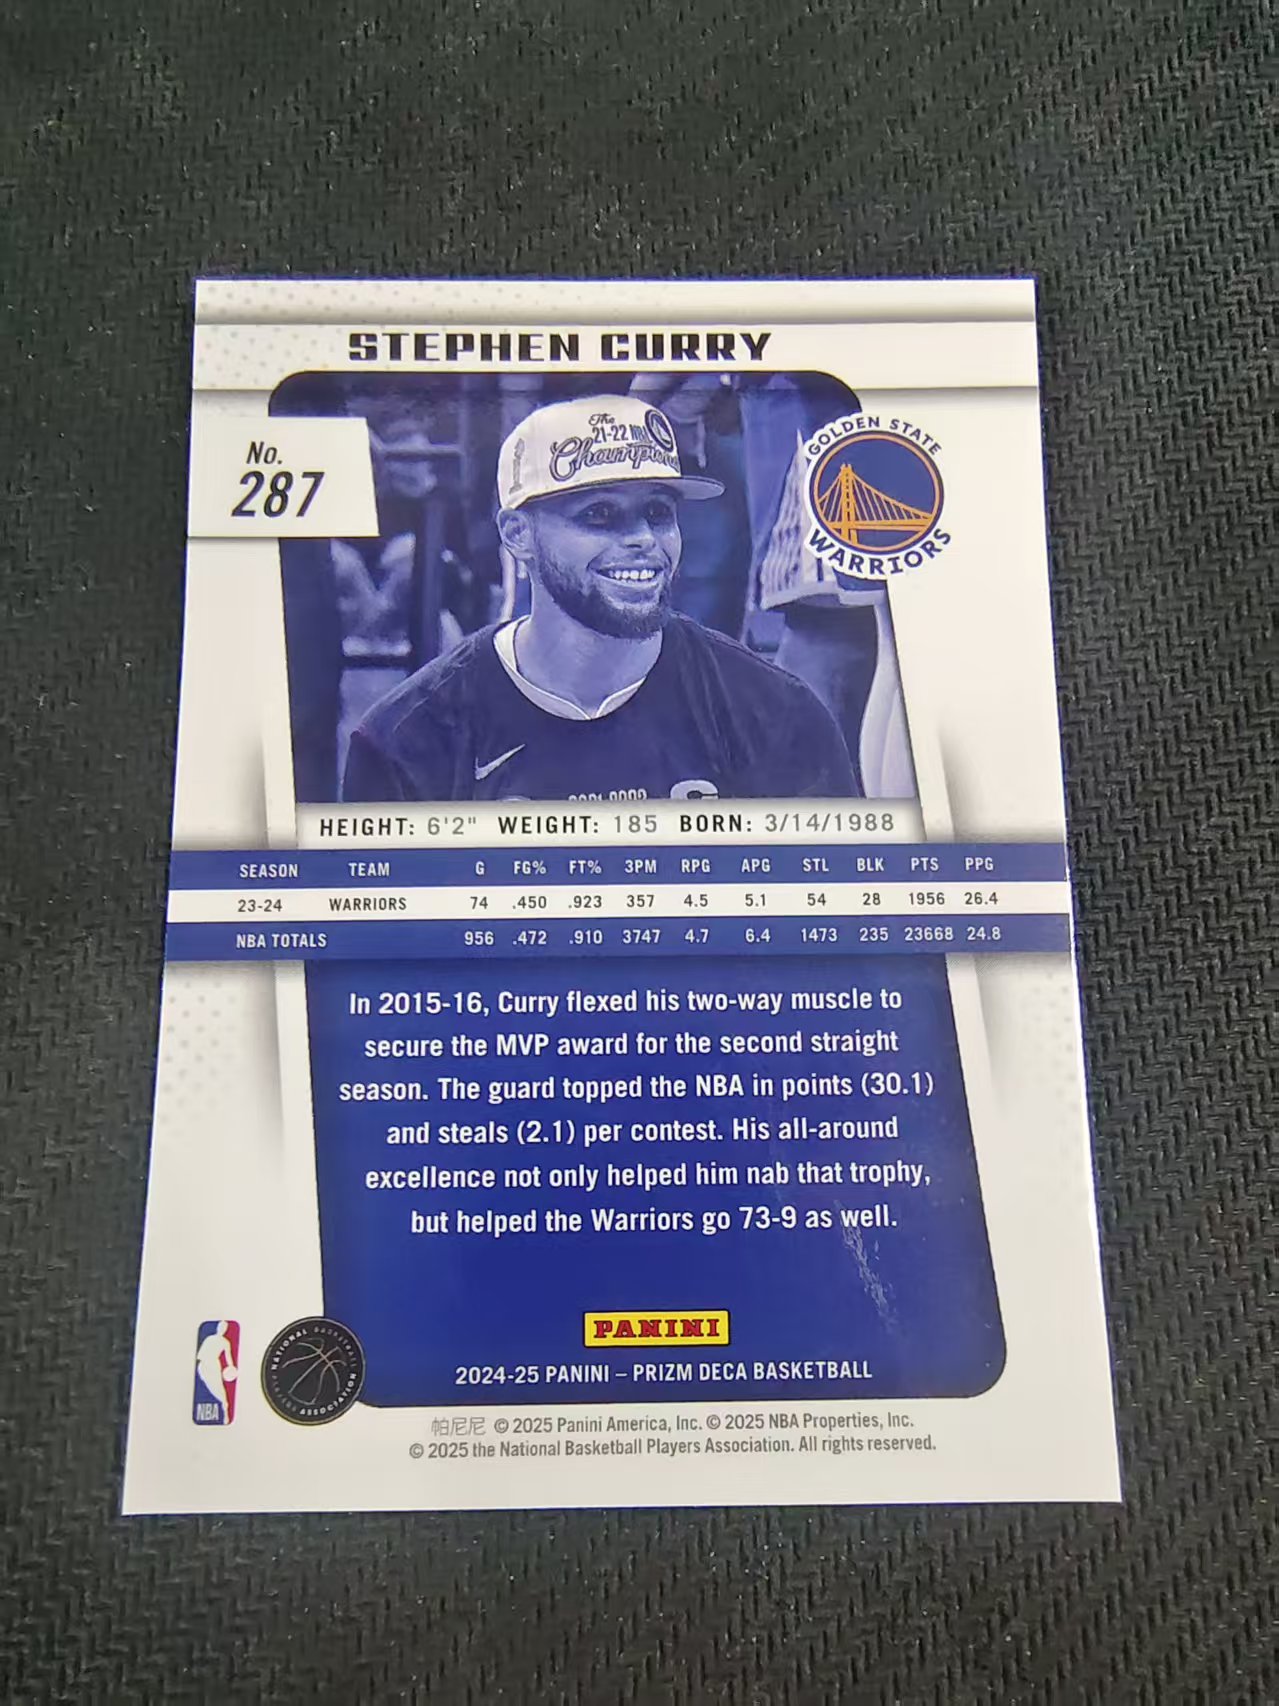 STEPHEN CURRY
No.
287
The
21-22 NBA
Champions
GOLDEN STATE
WARRIORS
HEIGHT: 6'2" WEIGHT: 185 BORN: 3/14/1988
SEASON TEAM G FG% FT% 3PM RPG APG STL BLK PTS PPG
23-24 WARRIORS 74 .450 .923 357 4.5 5.1 54 28 1956 26.4
NBA TOTALS 956 .472 .910 3747 4.7 6.4 1473 235 23668 24.8
In 2015-16, Curry flexed his two-way muscle to
secure the MVP award for the second straight
season. The guard topped the NBA in points (30.1)
and steals (2.1) per contest. His all-around
excellence not only helped him nab that trophy,
but helped the Warriors go 73-9 as well.
PANINI
2024-25 PANINI – PRIZM DECA BASKETBALL
NBA
NATIONAL BASKETBALL
PLAYERS ASSOCIATION
帕尼尼 © 2025 Panini America, Inc. © 2025 NBA Properties, Inc.
© 2025 the National Basketball Players Association. All rights reserved.